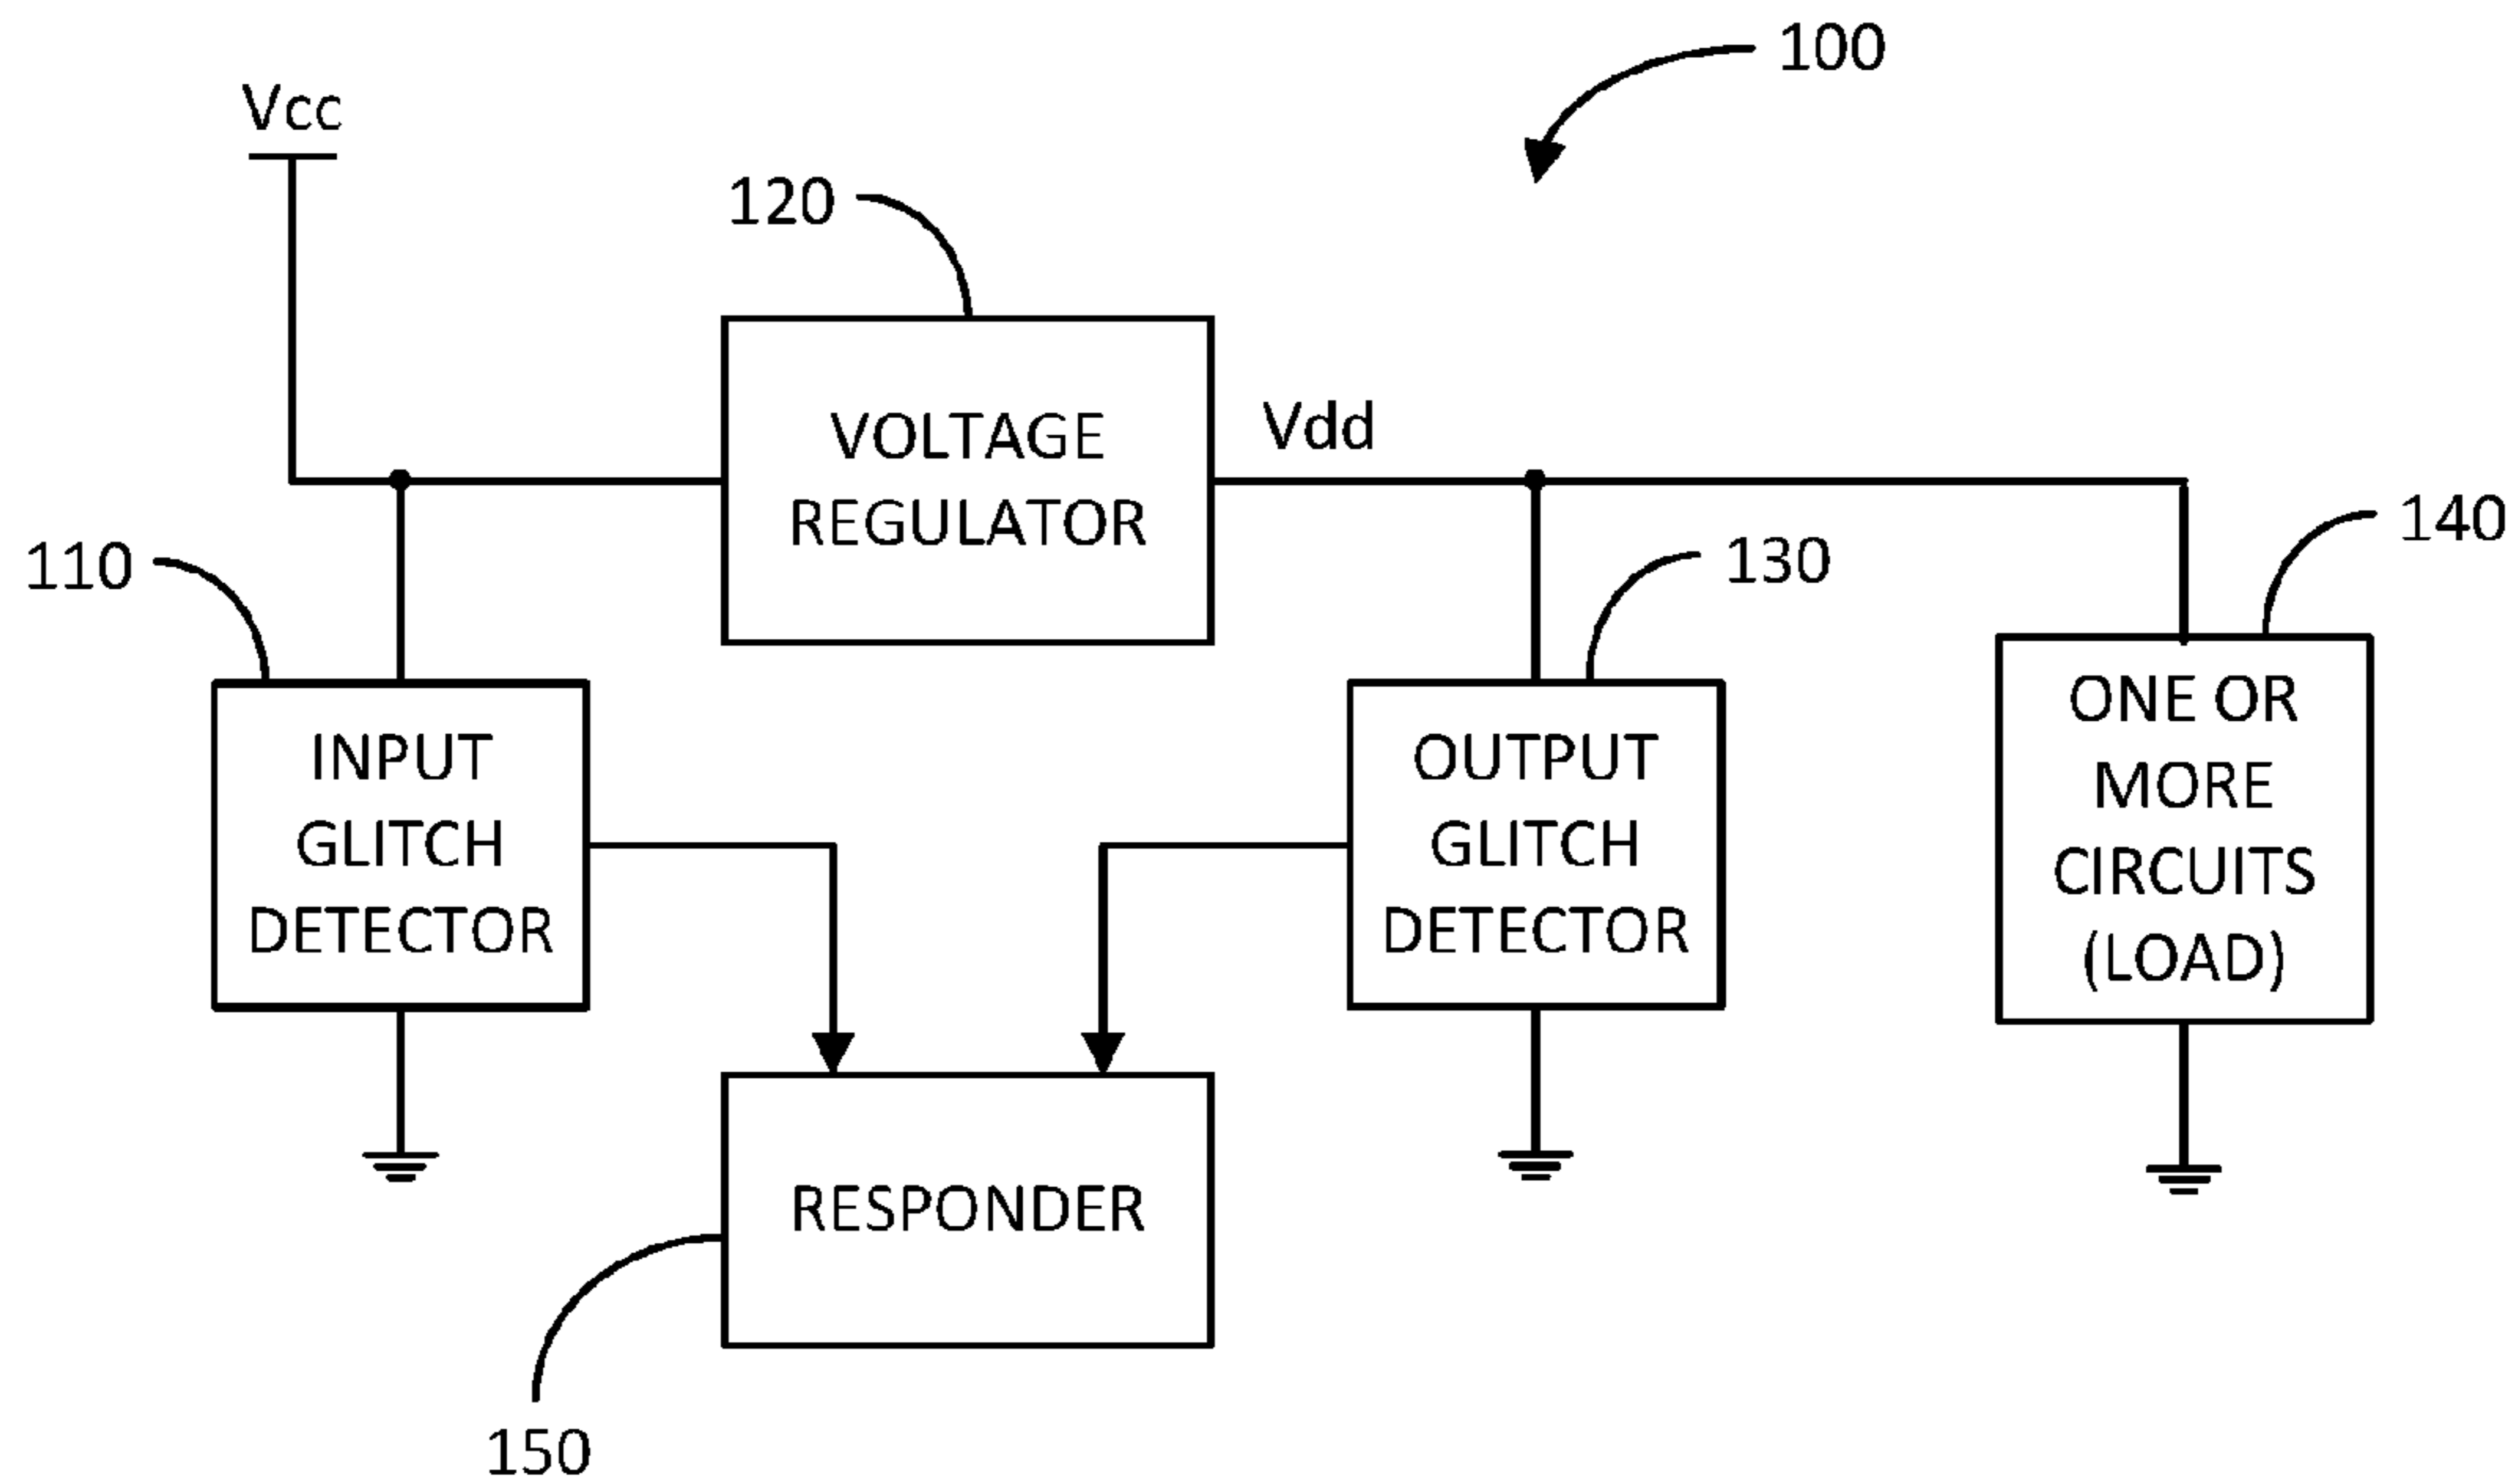 100
Vcc
120
VOLTAGE
REGULATOR
Vdd
110
130
140
INPUT
GLITCH
DETECTOR
OUTPUT
GLITCH
DETECTOR
ONE OR
MORE
CIRCUITS
(LOAD)
RESPONDER
150